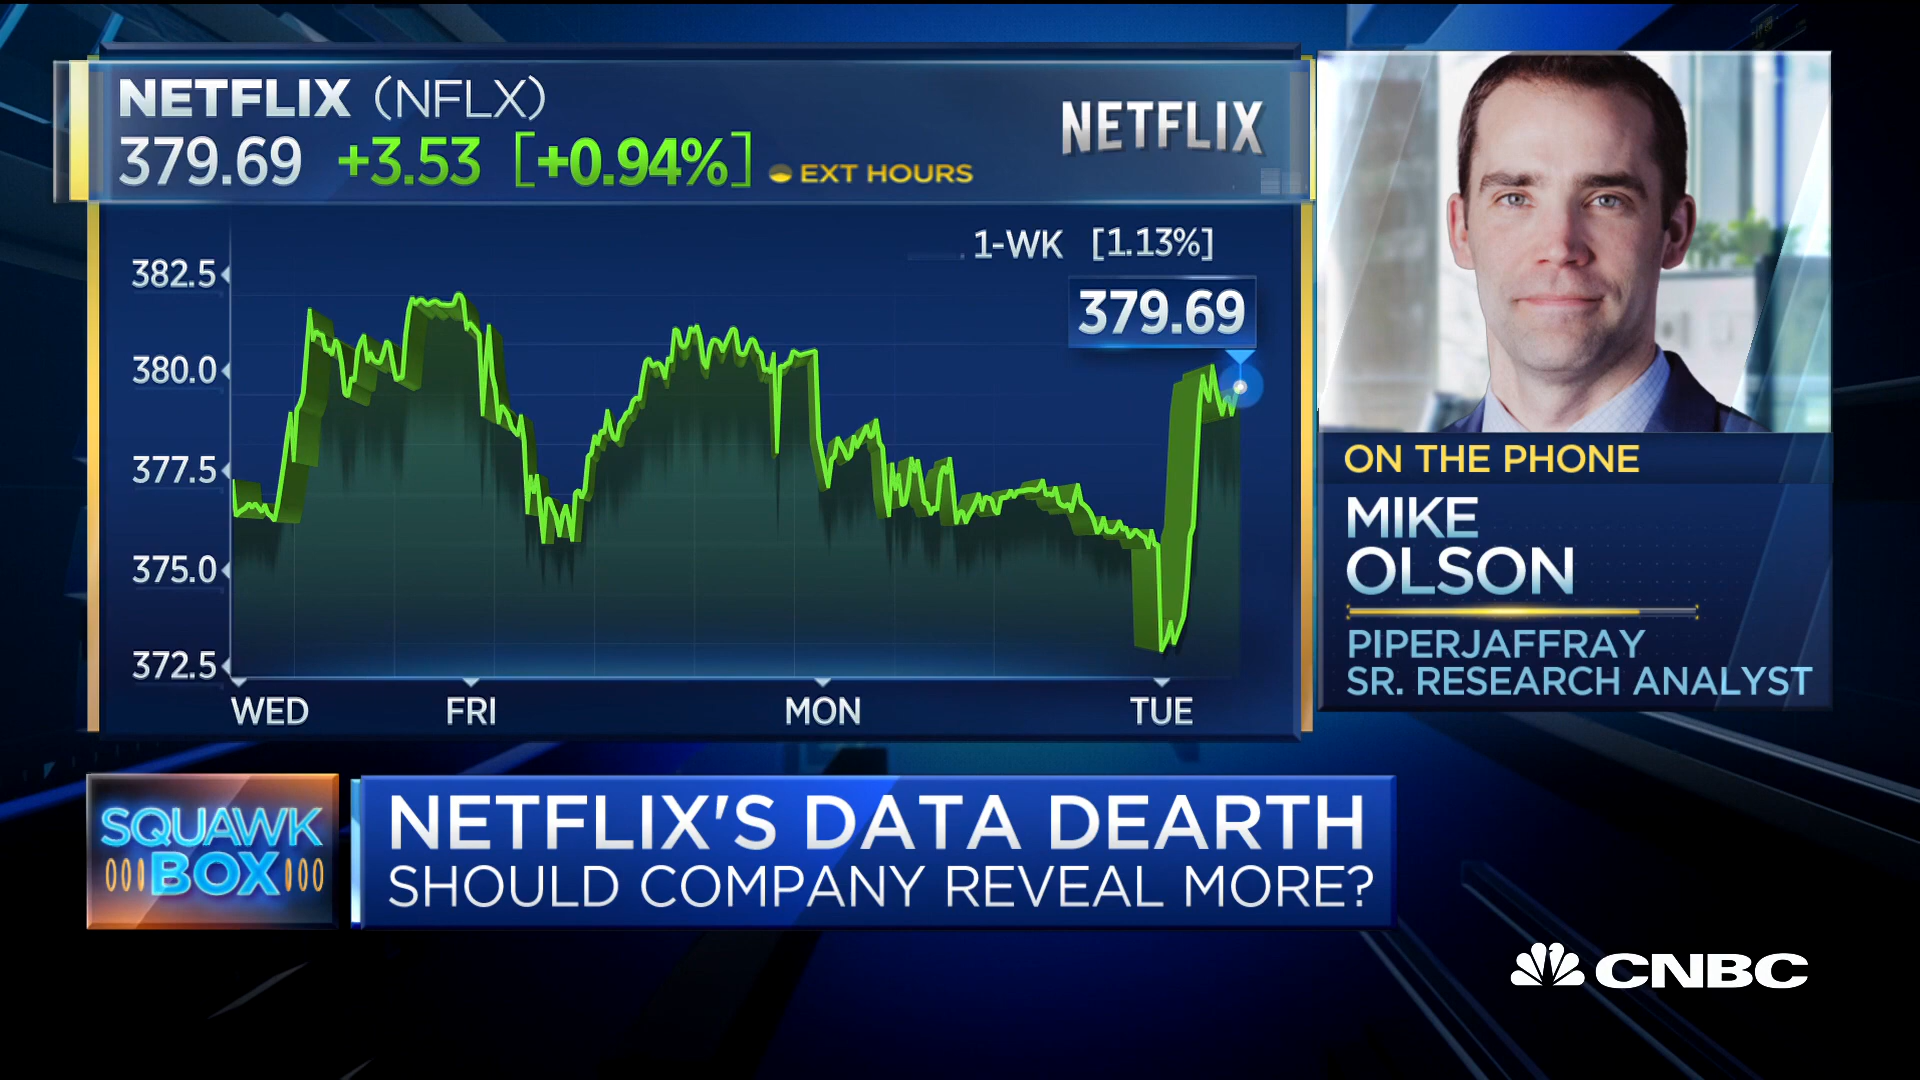 NETFLIX (NFLX)
379.69 +3.53 [+0.94%] EXT HOURS
NETFLIX
1-WK [1.13%]
379.69
382.5
380.0
377.5
375.0
372.5
WED FRI MON TUE
ON THE PHONE
MIKE
OLSON
PIPERJAFFRAY
SR. RESEARCH ANALYST
SQUAWK
BOX
NETFLIX'S DATA DEARTH
SHOULD COMPANY REVEAL MORE?
CNBC